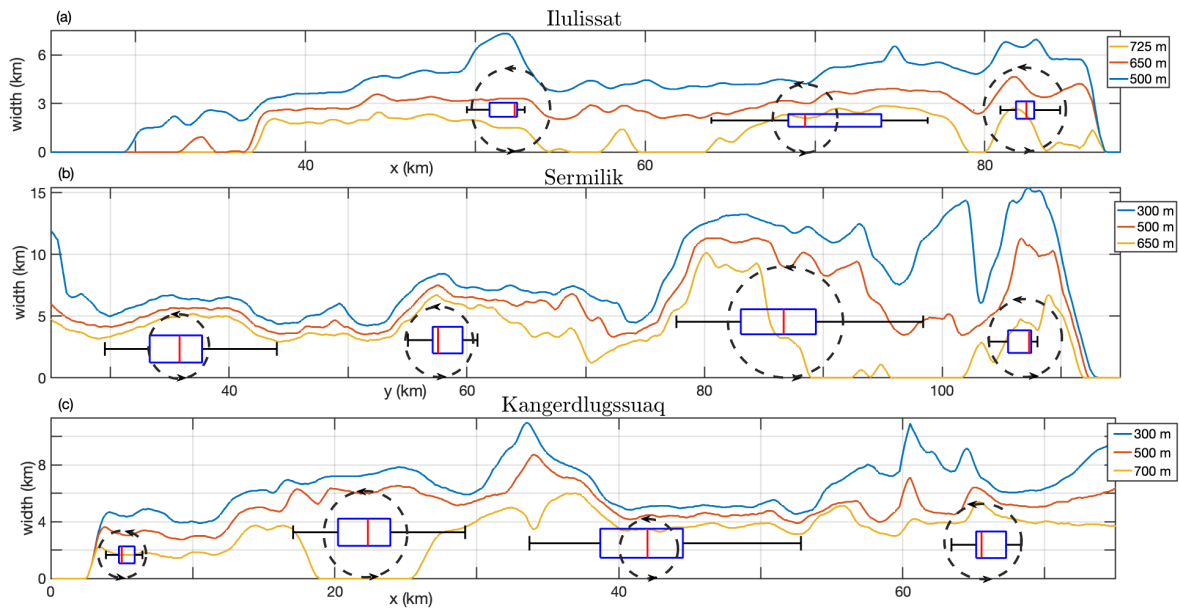 (a)
Ilulissat
width (km)
6
3
0
40
60
80
x (km)
725 m
650 m
500 m
(b)
Sermilik
width (km)
15
10
5
0
40
60
80
100
y (km)
300 m
500 m
650 m
(c)
Kangerdlugssuaq
width (km)
8
4
0
0
20
40
60
x (km)
300 m
500 m
700 m